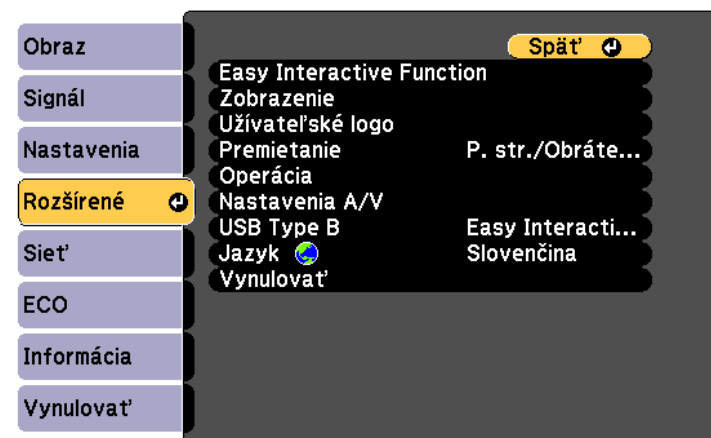 Obraz
Signál
Nastavenia
Rozšírené
Sieť
ECO
Informácia
Vynulovať
Späť
Easy Interactive Function
Zobrazenie
Užívateľské logo
Premietanie P. str./Obráte...
Operácia
Nastavenia A/V
USB Type B Easy Interacti...
Jazyk Slovenčina
Vynulovať